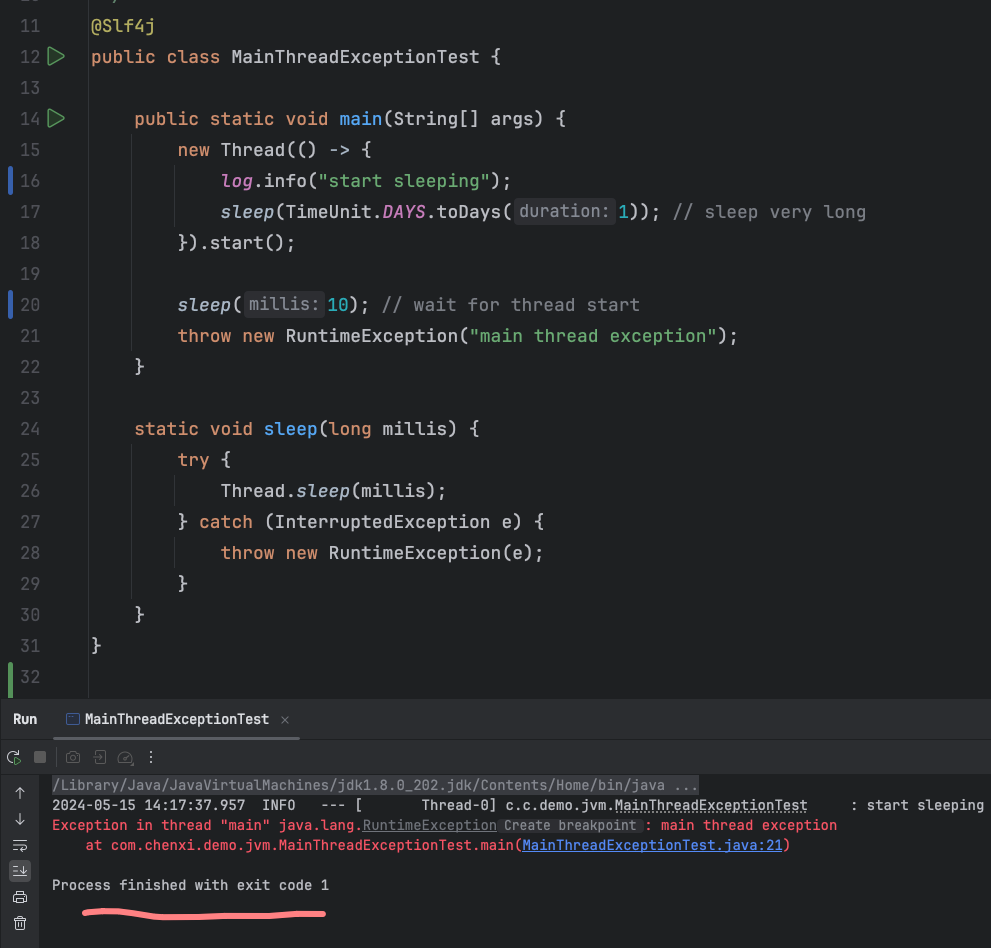 11 @Slf4j
12 public class MainThreadExceptionTest {
13
14 public static void main(String[] args) {
15 new Thread(() -> {
16 log.info("start sleeping");
17 sleep(TimeUnit.DAYS.toDays( duration: 1)); // sleep very long
18 }).start();
19
20 sleep( millis: 10); // wait for thread start
21 throw new RuntimeException("main thread exception");
22 }
23
24 static void sleep(long millis) {
25 try {
26 Thread.sleep(millis);
27 } catch (InterruptedException e) {
28 throw new RuntimeException(e);
29 }
30 }
31 }
32
Run MainThreadExceptionTest ×
/Library/Java/JavaVirtualMachines/jdk1.8.0_202.jdk/Contents/Home/bin/java ...
2024-05-15 14:17:37.957 INFO --- [ Thread-0] c.c.demo.jvm.MainThreadExceptionTest : start sleeping
Exception in thread "main" java.lang.RuntimeException Create breakpoint : main thread exception
at com.chenxi.demo.jvm.MainThreadExceptionTest.main(MainThreadExceptionTest.java:21)
Process finished with exit code 1